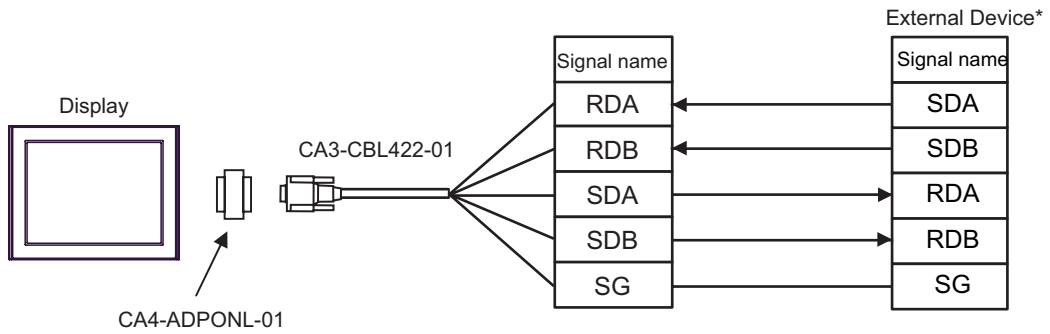 External Device*
Signal name
Signal name
Display
RDA
SDA
CA3-CBL422-01
RDB
SDB
SDA
RDA
SDB
RDB
SG
SG
CA4-ADPONL-01